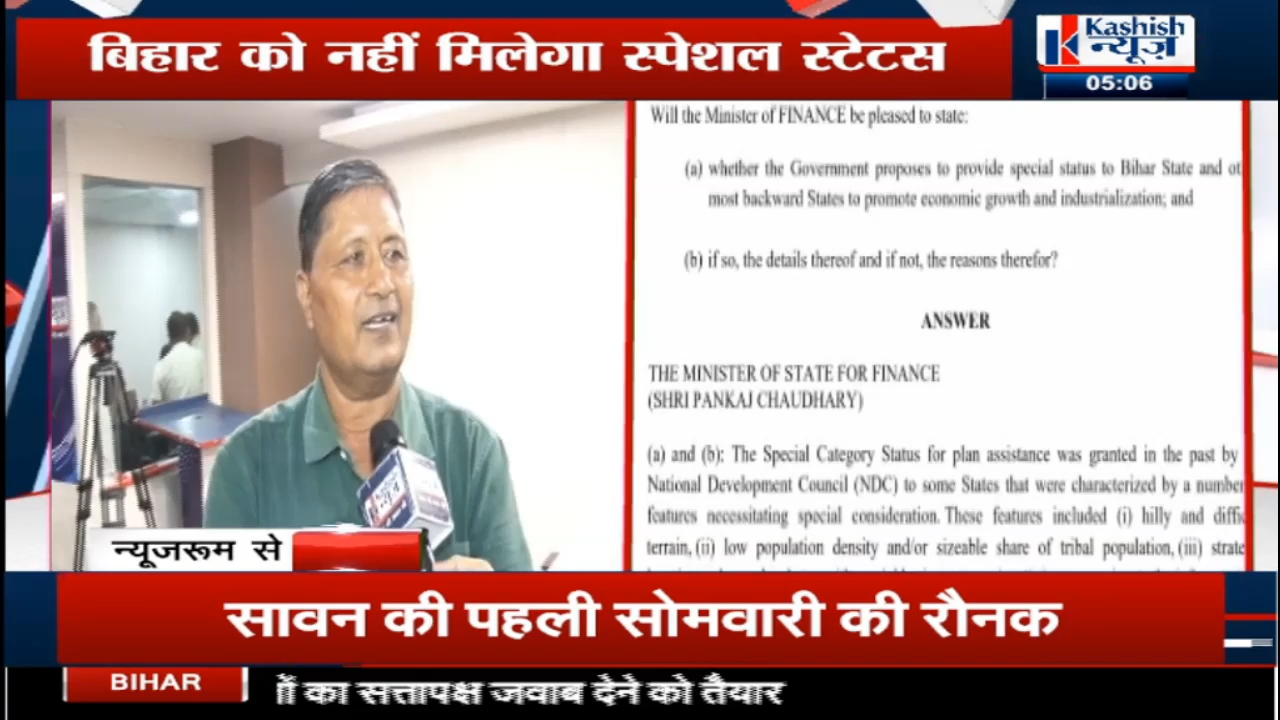 बिहार को नहीं मिलेगा स्पेशल स्टेटस
Kashish
न्यूज़
05:06
Will the Minister of FINANCE be pleased to state:
(a) whether the Government proposes to provide special status to Bihar State and ot
most backward States to promote economic growth and industrialization; and
(b) if so, the details thereof and if not, the reasons therefor?
ANSWER
THE MINISTER OF STATE FOR FINANCE
(SHRI PANKAJ CHAUDHARY)
(a) and (b): The Special Category Status for plan assistance was granted in the past by
National Development Council (NDC) to some States that were characterized by a number
features necessitating special consideration. These features included (i) hilly and diffic
terrain, (ii) low population density and/or sizeable share of tribal population, (iii) strate
न्यूजरूम से
सावन की पहली सोमवारी की रौनक
BIHAR
का सत्तापक्ष जवाब देने को तैयार